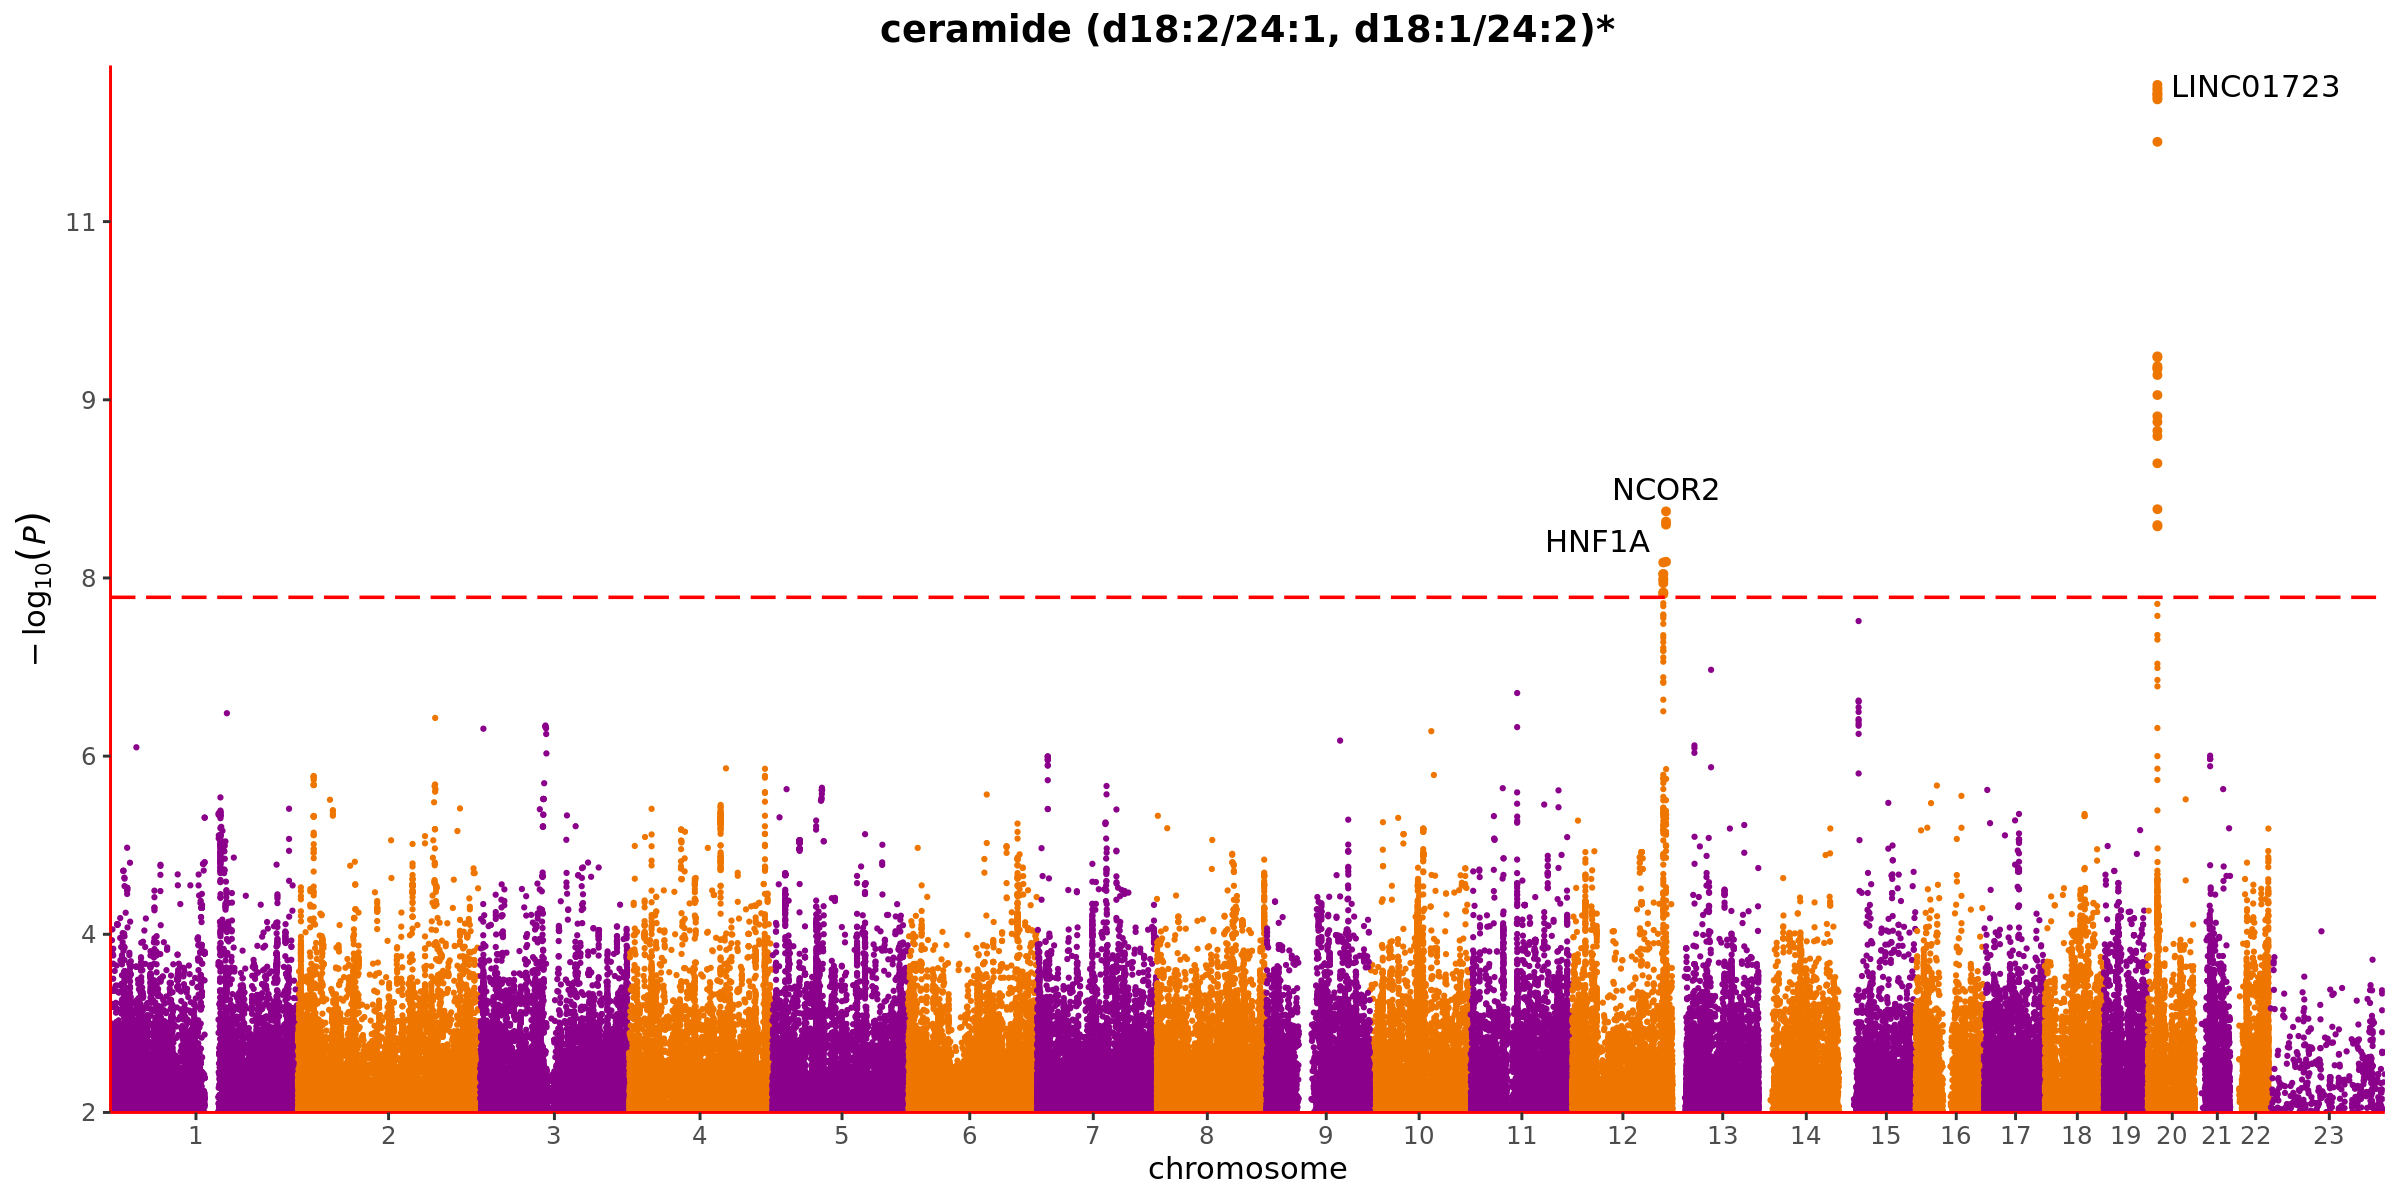 ceramide (d18:2/24:1, d18:1/24:2)*
LINC01723
NCOR2
HNF1A
11
9
8
6
4
2
− log10(P)
1 2 3 4 5 6 7 8 9 10 11 12 13 14 15 16 17 18 19 20 21 22 23
chromosome